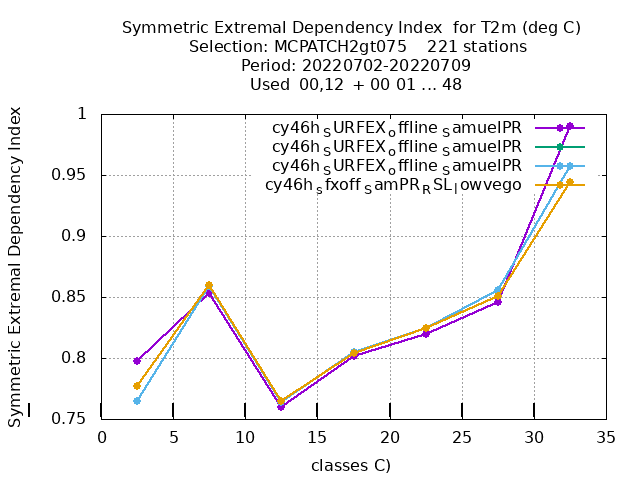 Symmetric Extremal Dependency Index  for T2m (deg C)
Selection: MCPATCH2gt075    221 stations
Period: 20220702-20220709
Used  00,12  + 00 01 ... 48
Symmetric Extremal Dependency Index
1
0.95
0.9
0.85
0.8
0.75
cy46h_SURFEX_offline_SamuelPR
cy46h_SURFEX_offline_SamuelPR
cy46h_SURFEX_offline_SamuelPR
cy46h_sfxoff_SamPR_RSL_lowvego
0 5 10 15 20 25 30 35
classes C)